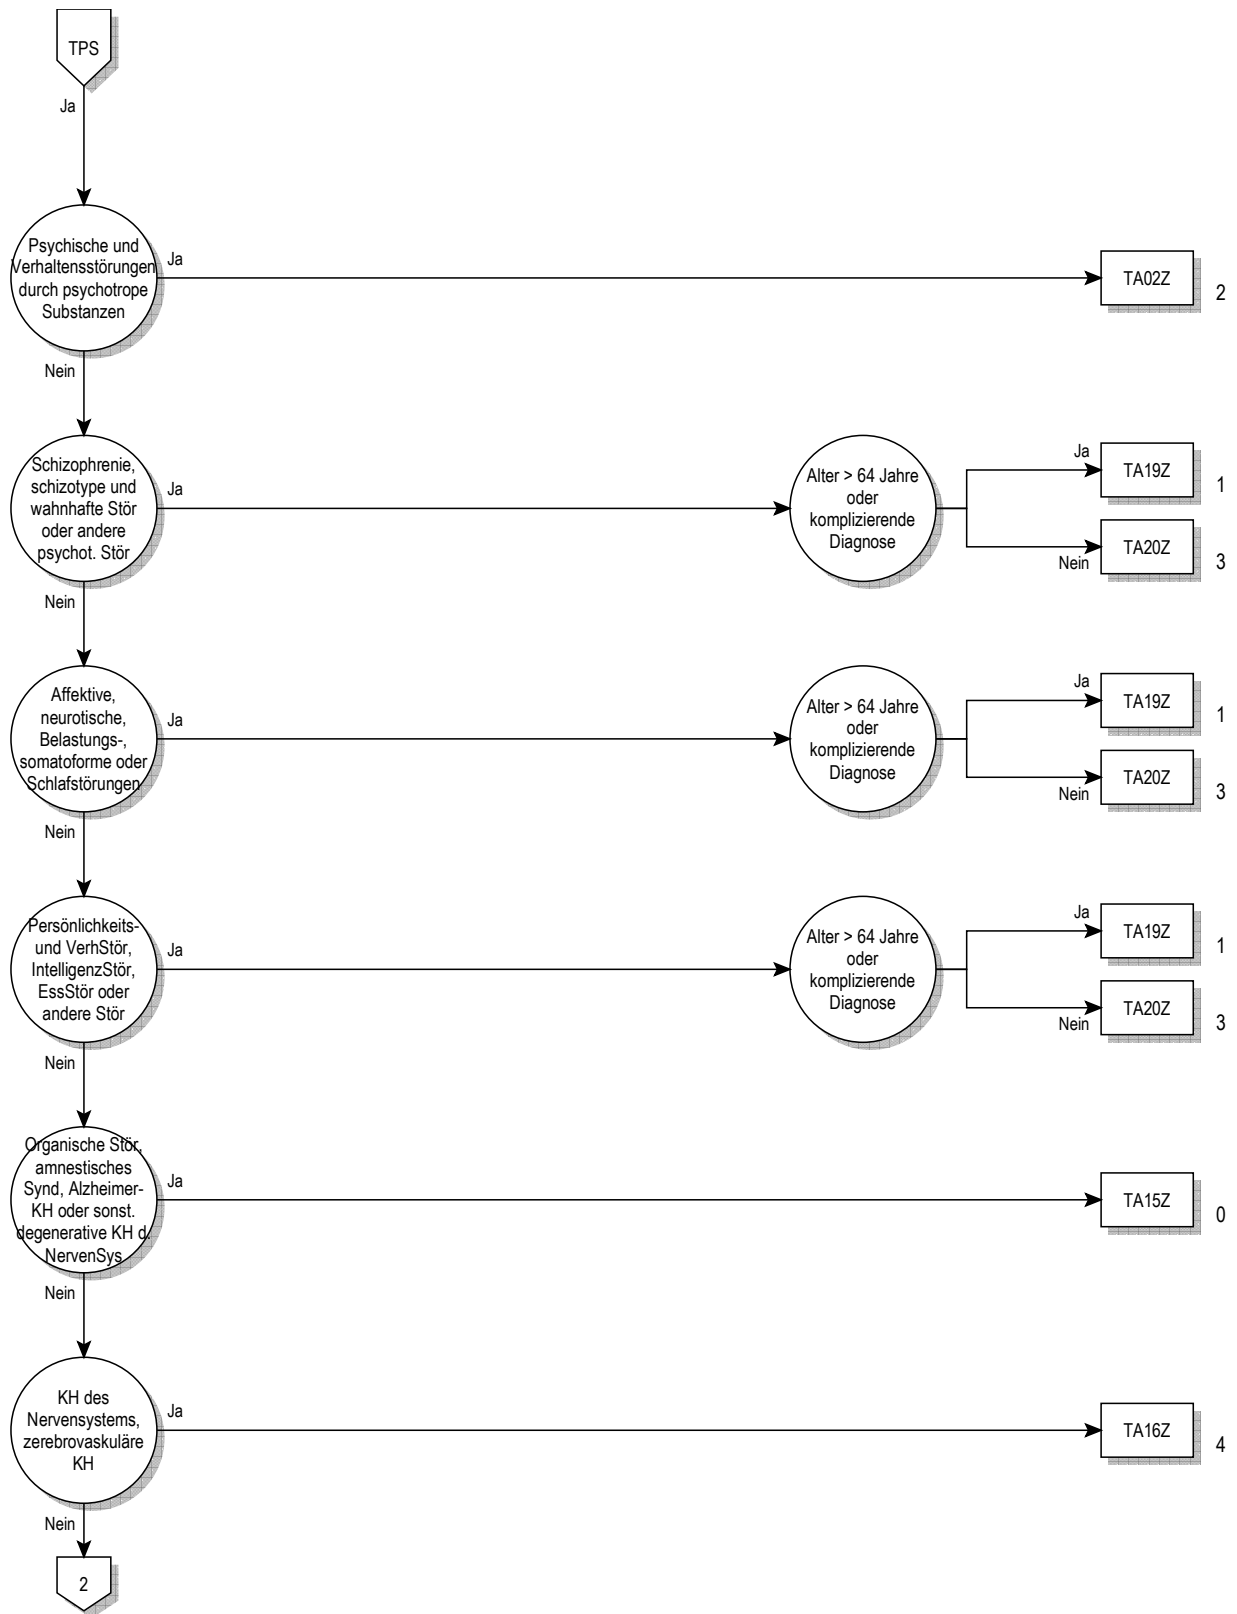 TPS
Ja
Psychische und
Verhaltensstörungen
durch psychotrope
Substanzen
Ja
TA02Z
2
Nein
Schizophrenie,
schizotype und
wahnhafte Stör
oder andere
psychot. Stör
Ja
Alter > 64 Jahre
oder
komplizierende
Diagnose
Ja
TA19Z
1
Nein
TA20Z
3
Nein
Affektive,
neurotische,
Belastungs-,
somatoforme oder
Schlafstörungen
Ja
Alter > 64 Jahre
oder
komplizierende
Diagnose
Ja
TA19Z
1
Nein
TA20Z
3
Nein
Persönlichkeits-
und VerhStör,
IntelligenzStör,
EssStör oder
andere Stör
Ja
Alter > 64 Jahre
oder
komplizierende
Diagnose
Ja
TA19Z
1
Nein
TA20Z
3
Nein
Organische Stör,
amnestisches
Synd, Alzheimer-
KH oder sonst.
degenerative KH d.
NervenSys
Ja
TA15Z
0
Nein
KH des
Nervensystems,
zerebrovaskuläre
KH
Ja
TA16Z
4
Nein
2